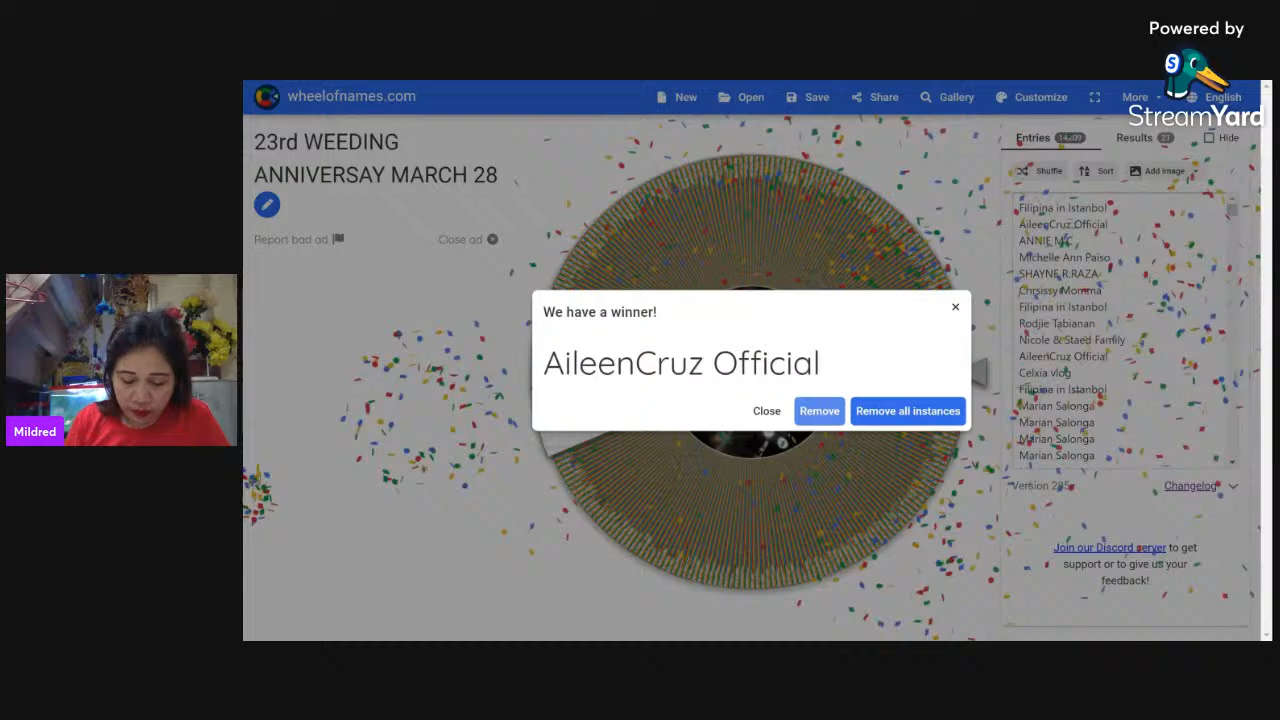 Powered by
S
StreamYard
wheelofnames.com
New
Open
Save
Share
Gallery
Customize
More
English
23rd WEEDING
ANNIVERSAY MARCH 28
Report bad ad
Close ad
Entries
Results
Hide
Shuffle
Sort
Add Image
Filipina in Istanbol
AileenCruz Official
ANNIE M.C
Michelle Ann Paiso
SHAYNE R.RAZA
Chrsissy Momma
Filipina in Istanbol
Rodjie Tabianan
Nicole & Staed Family
AileenCruz Official
Celxia vlog
Filipina in Istanbol
Marian Salonga
Marian Salonga
Marian Salonga
Marian Salonga
We have a winner!
AileenCruz Official
Close
Remove
Remove all instances
Version
Changelog
Join our Discord server to get
support or to give us your
feedback!
Mildred